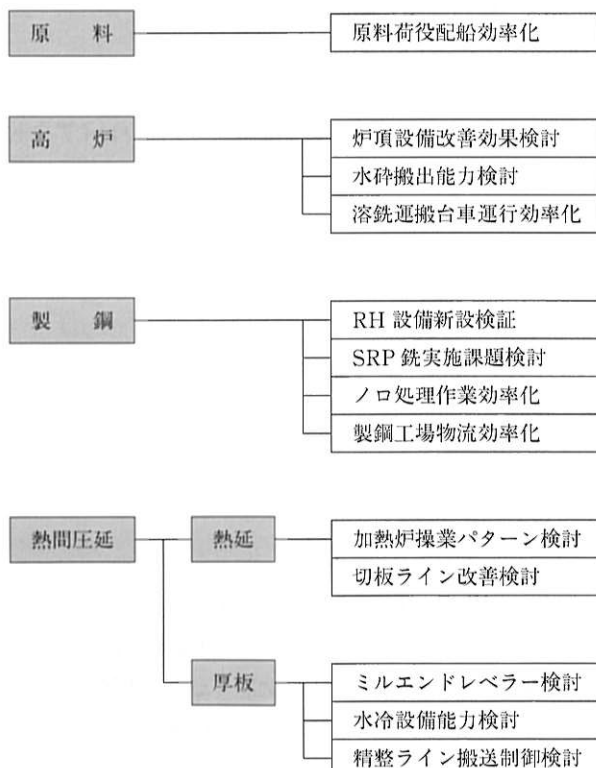 原　料
原料荷役配船効率化
高　炉
炉頂設備改善効果検討
水砕搬出能力検討
溶銑運搬台車運行効率化
製　鋼
RH 設備新設検証
SRP 銑実施課題検討
ノロ処理作業効率化
製鋼工場物流効率化
熱間圧延
熱延
加熱炉操業パターン検討
切板ライン改善検討
厚板
ミルエンドレベラー検討
水冷設備能力検討
精整ライン搬送制御検討